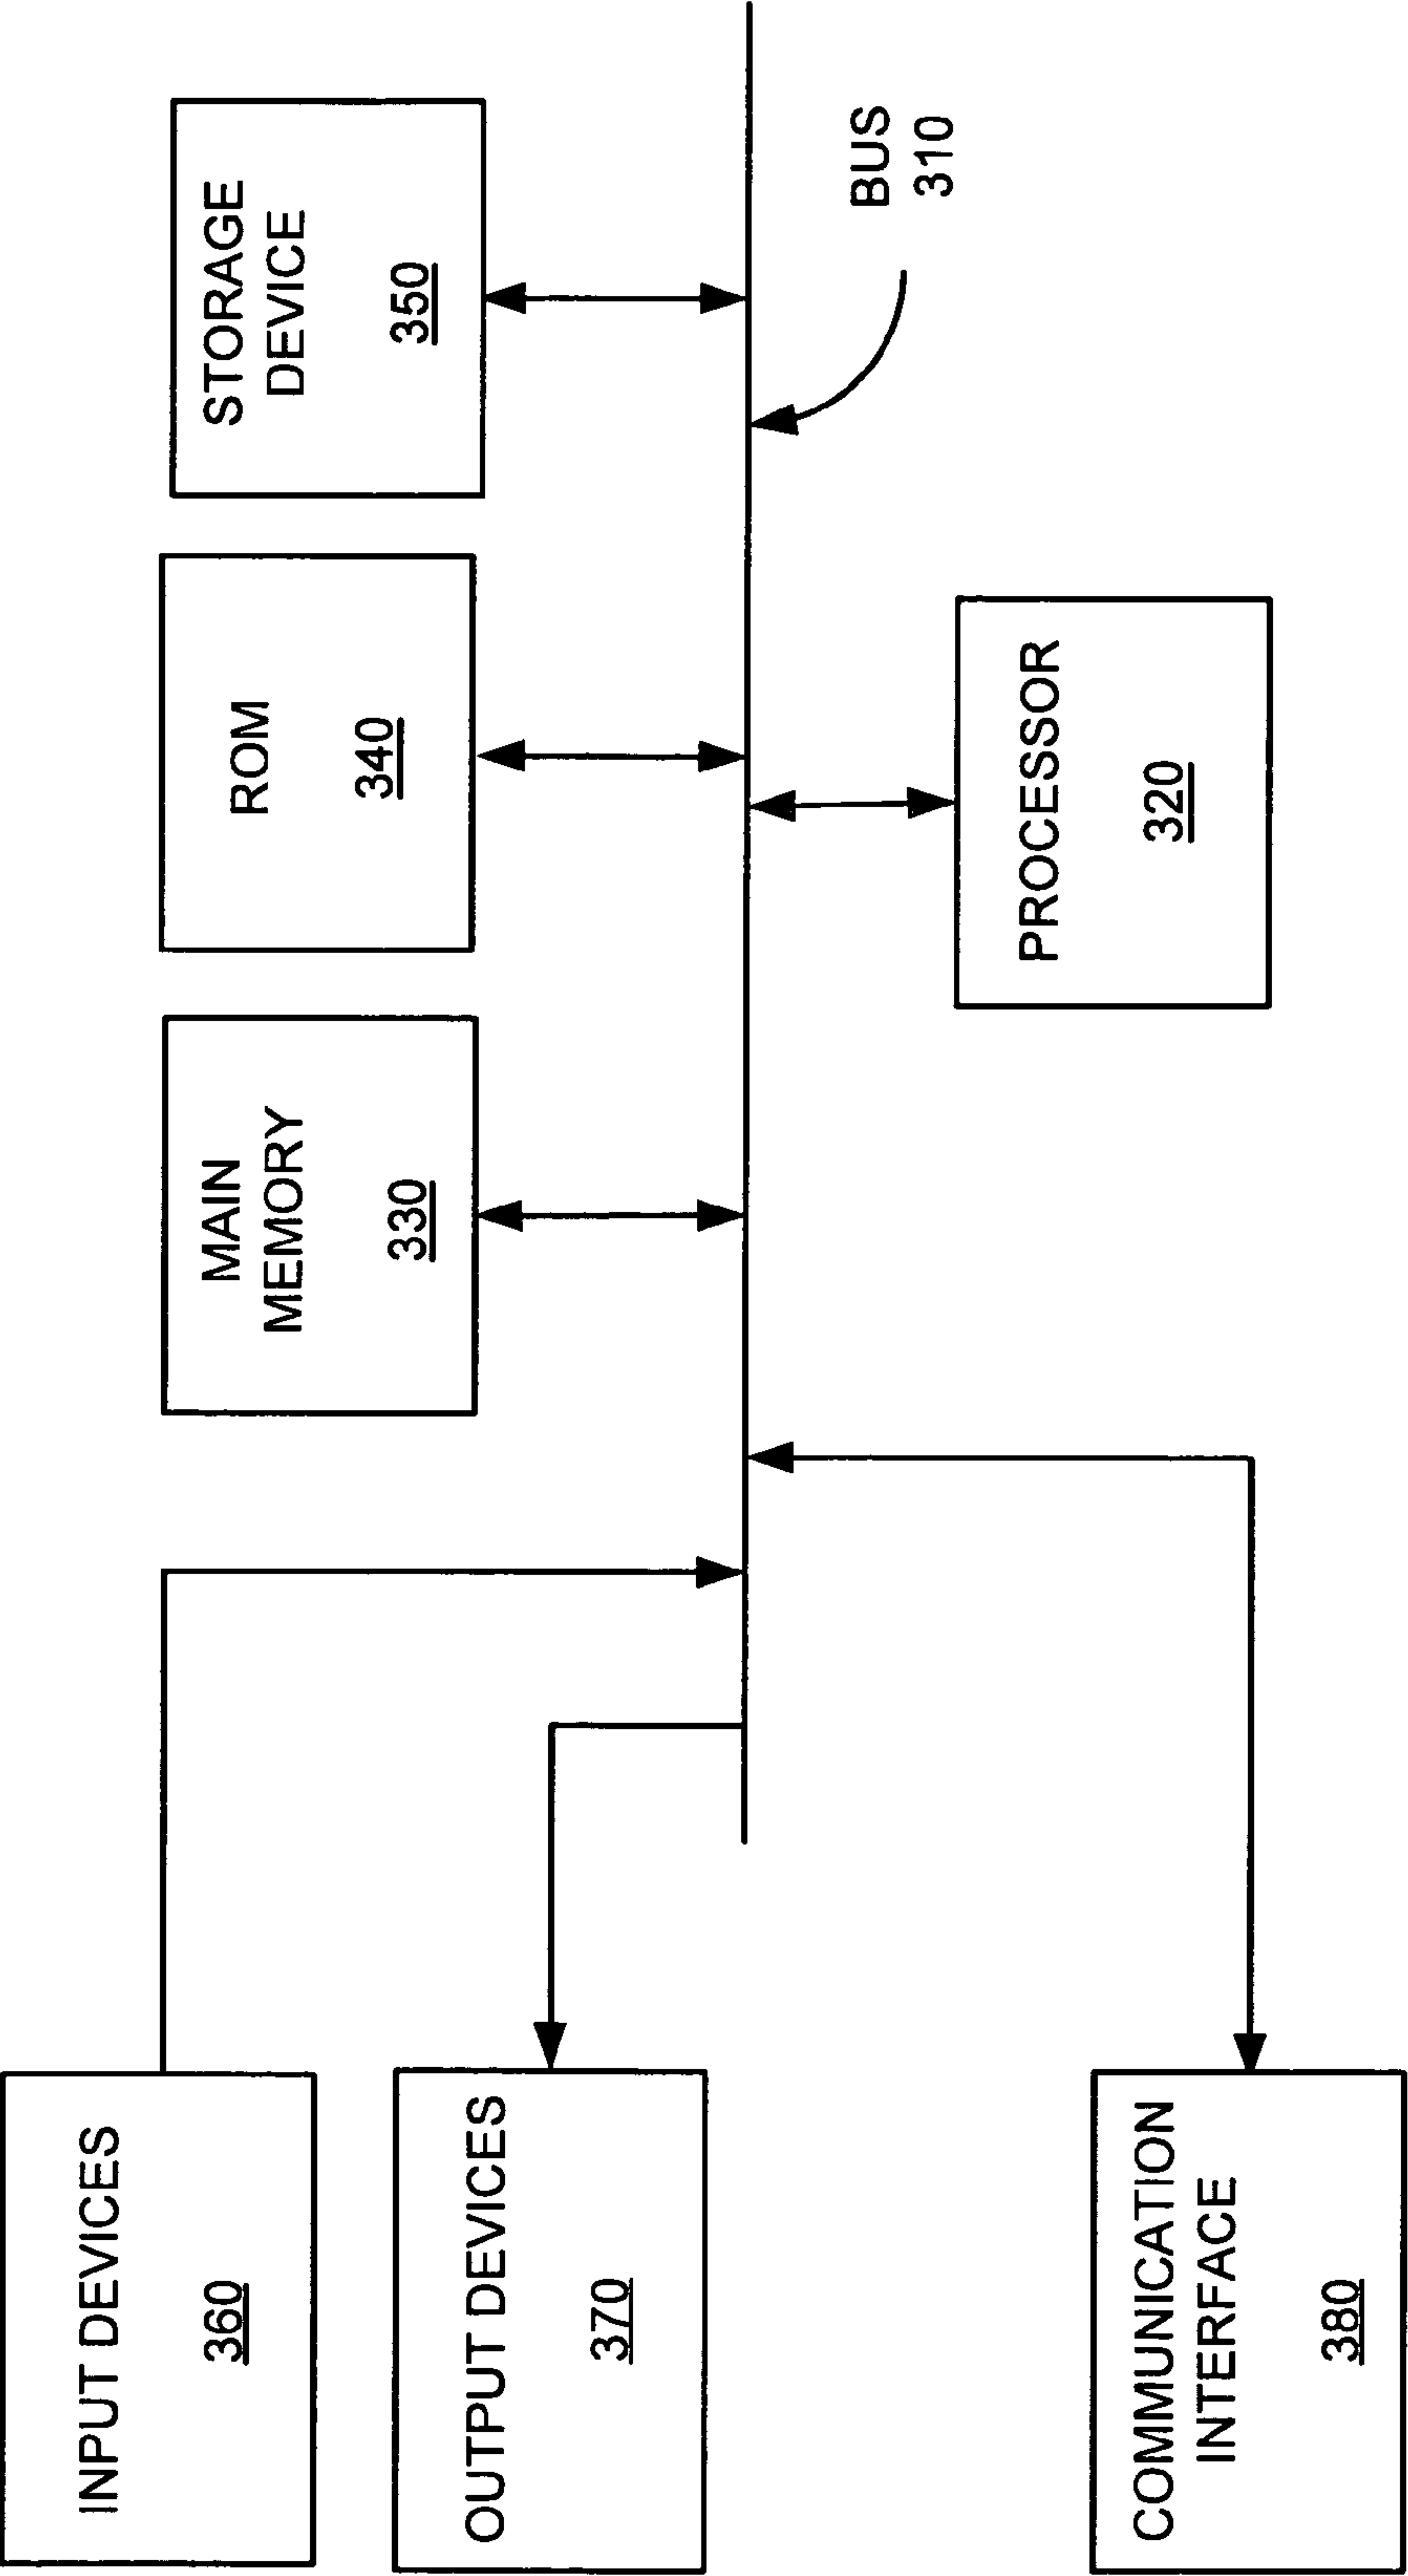 INPUT DEVICES
360
MAIN
MEMORY
330
ROM
340
STORAGE
DEVICE
350
OUTPUT DEVICES
370
BUS
310
PROCESSOR
320
COMMUNICATION
INTERFACE
380